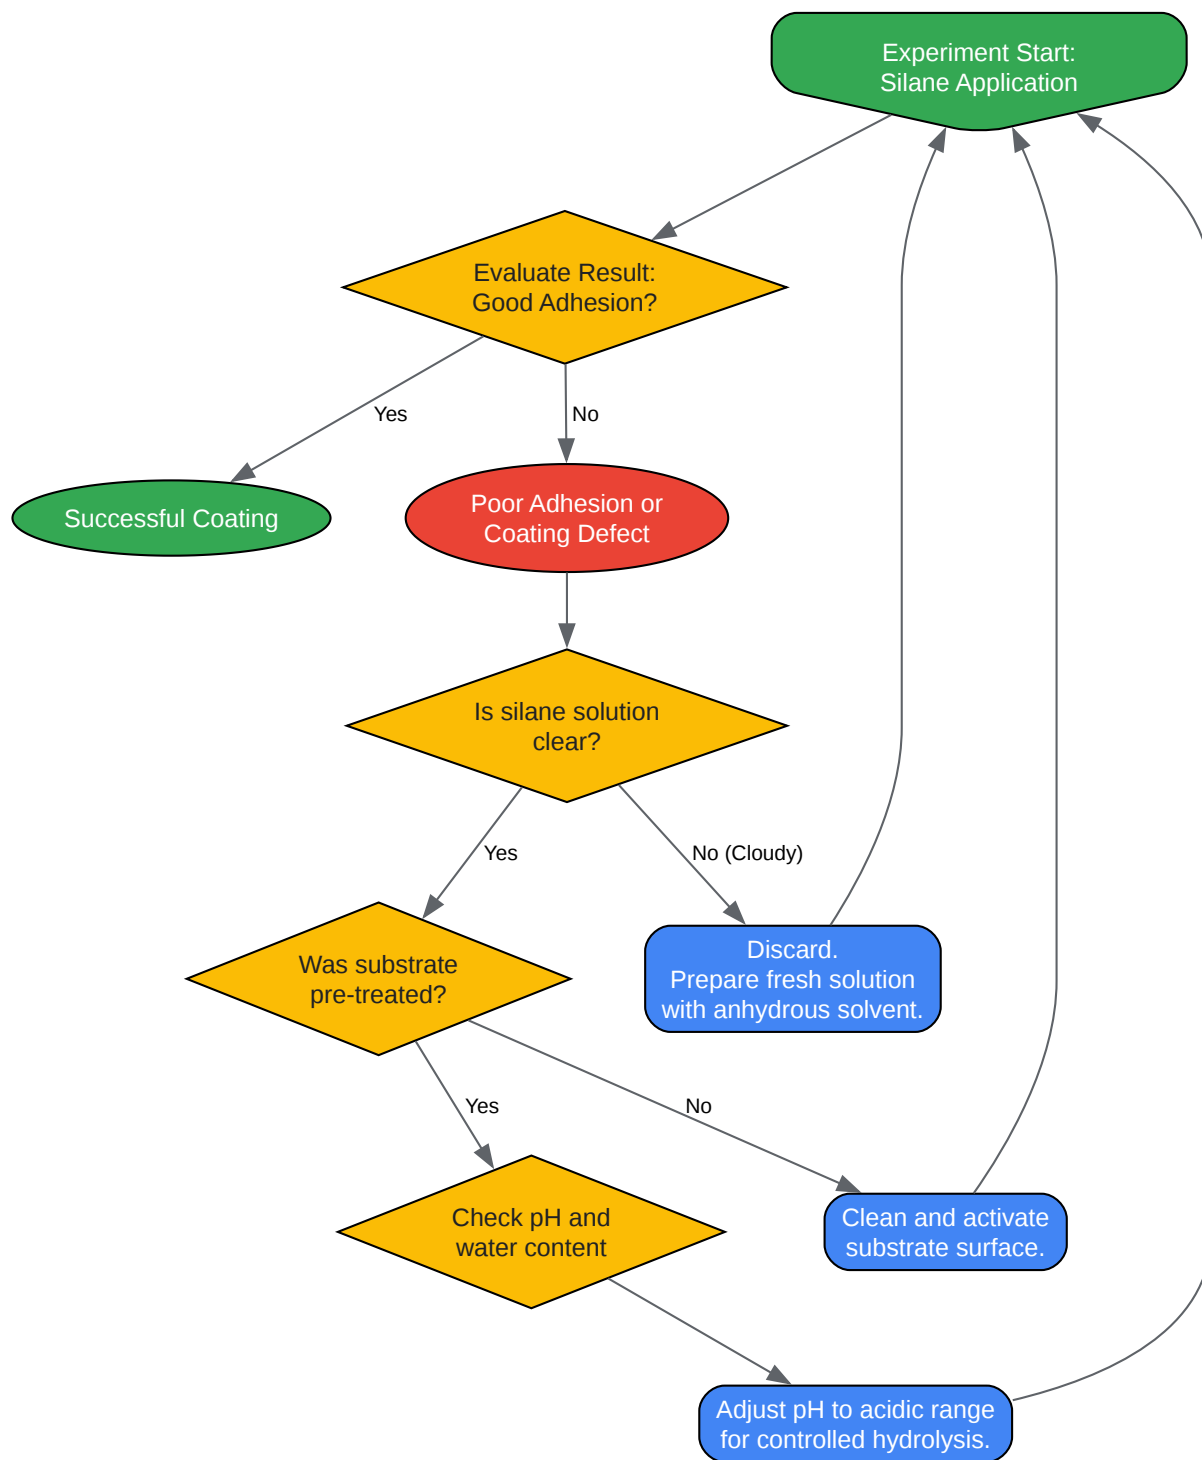 Experiment Start:
Silane Application
Evaluate Result:
Good Adhesion?
Yes
No
Successful Coating
Poor Adhesion or
Coating Defect
Is silane solution
clear?
Yes
No (Cloudy)
Was substrate
pre-treated?
Discard.
Prepare fresh solution
with anhydrous solvent.
Yes
No
Check pH and
water content
Clean and activate
substrate surface.
Adjust pH to acidic range
for controlled hydrolysis.